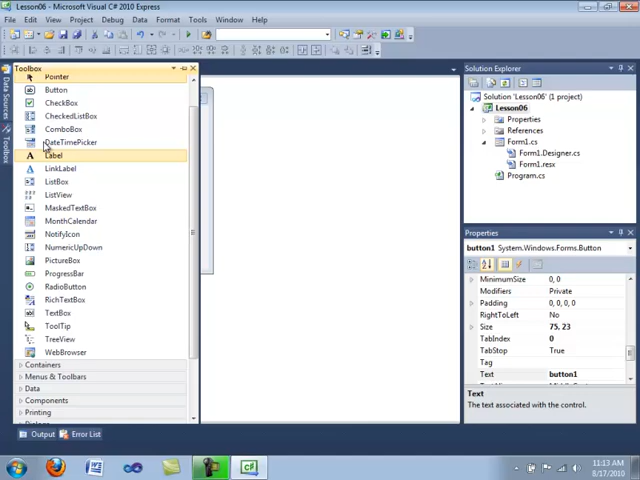 Lesson06 - Microsoft Visual C# 2010 Express
File Edit View Project Debug Data Format Tools Window Help
Toolbox
Pointer
Button
CheckBox
CheckedListBox
ComboBox
DateTimePicker
Label
LinkLabel
ListBox
ListView
MaskedTextBox
MonthCalendar
NotifyIcon
NumericUpDown
PictureBox
ProgressBar
RadioButton
RichTextBox
TextBox
ToolTip
TreeView
WebBrowser
Containers
Menus & Toolbars
Data
Components
Printing
Data Sources
Toolbox
Solution Explorer
Solution 'Lesson06' (1 project)
Lesson06
Properties
References
Form1.cs
Form1.Designer.cs
Form1.resx
Program.cs
Properties
button1 System.Windows.Forms.Button
MinimumSize 0, 0
Modifiers Private
Padding 0, 0, 0, 0
RightToLeft No
Size 75, 23
TabIndex 0
TabStop True
Tag
Text button1
Text
The text associated with the control.
Output Error List
11:13 AM
8/17/2010